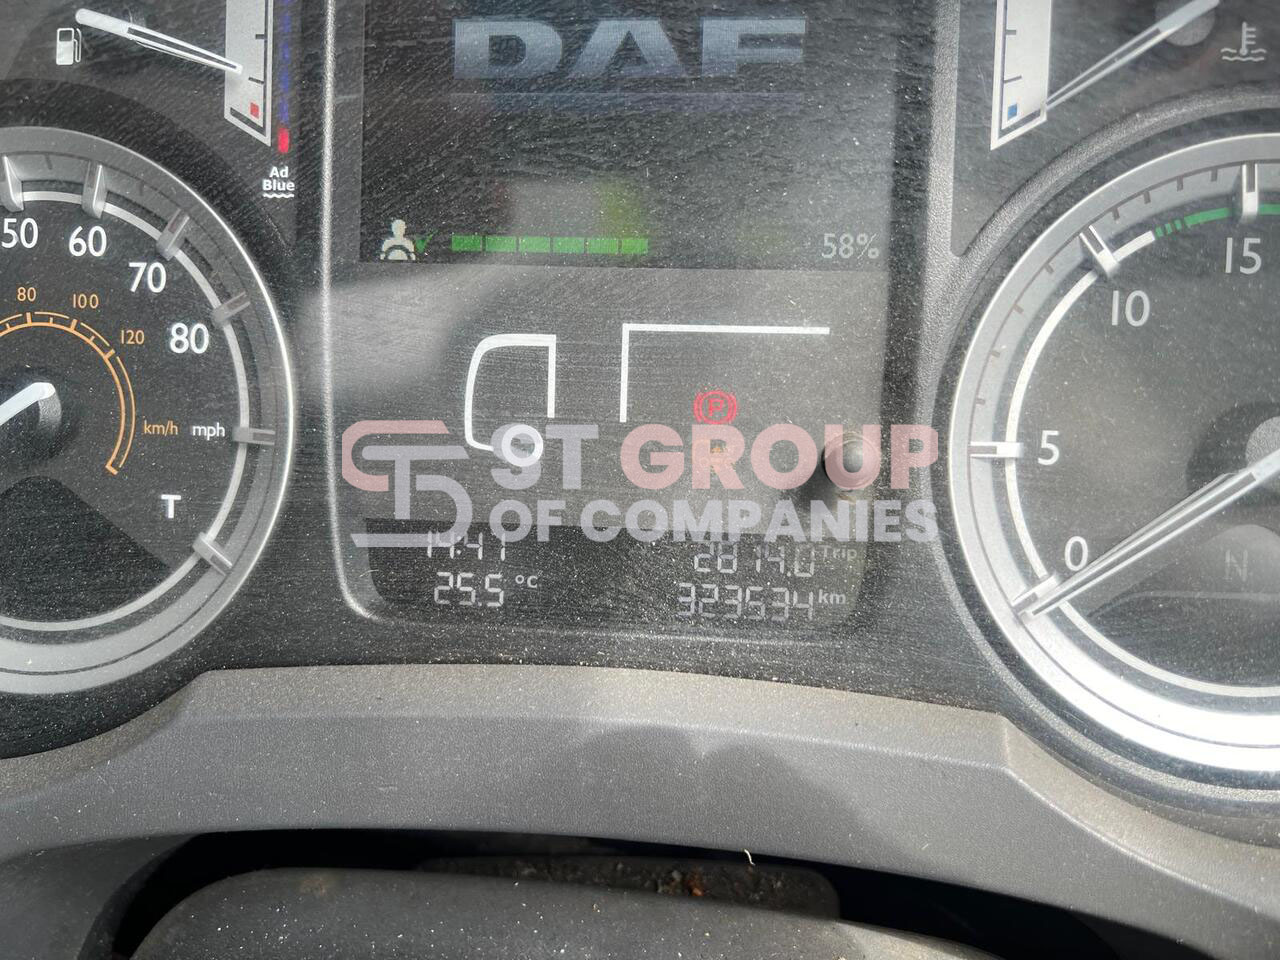 DAF
Ad
Blue
50
60
70
80
80
100
120
km/h
mph
T
58%
P
ST GROUP
OF COMPANIES
14:41
2814.0 Trip
25.5 °C
323534 km
15
10
5
0
N